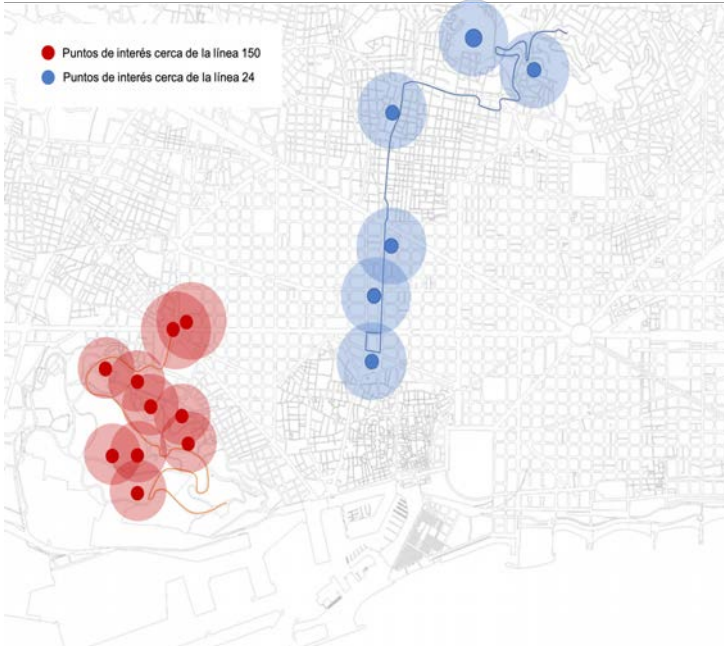 Puntos de interés cerca de la línea 150
Puntos de interés cerca de la línea 24